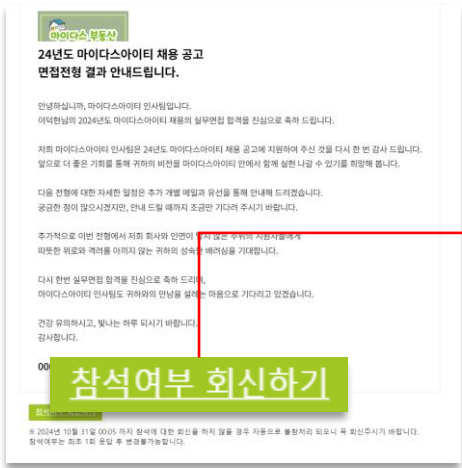 마이다스 부동산
24년도 마이다스아이티 채용 공고
면접전형 결과 안내드립니다.
안녕하십니까, 마이다스아이티 인사팀입니다.
이덕현님의 2024년도 마이다스아이티 채용의 실무면접 합격을 진심으로 축하 드립니다.
저희 마이다스아이티 인사팀은 24년도 마이다스아이티 채용 공고에 지원하여 주신 것을 다시 한 번 감사 드립니다.
앞으로 더 좋은 기회를 통해 귀하의 비전을 마이다스아이티 안에서 함께 실현 나갈 수 있기를 희망해 봅니다.
다음 전형에 대한 자세한 일정은 추가 개별 메일과 유선을 통해 안내해 드리겠습니다.
궁금한 점이 많으시겠지만, 안내 드릴 때까지 조금만 기다려 주시기 바랍니다.
추가적으로 이번 전형에서 저희 회사와 인연이 닿지 않은 주위의 지원자들에게
따뜻한 위로와 격려를 아끼지 않는 귀하의 성숙한 배려심을 기대합니다.
다시 한번 실무면접 합격을 진심으로 축하 드리며,
마이다스아이티 인사팀도 귀하와의 만남을 설레는 마음으로 기다리고 있겠습니다.
건강 유의하시고, 빛나는 하루 되시기 바랍니다.
감사합니다.
참석여부 회신하기
※ 2024년 10월 31일 00:05 까지 참석에 대한 회신을 하지 않을 경우 자동으로 불참처리 되오니 꼭 회신주시기 바랍니다.
참석여부는 최초 1회 응답 후 변경불가능합니다.